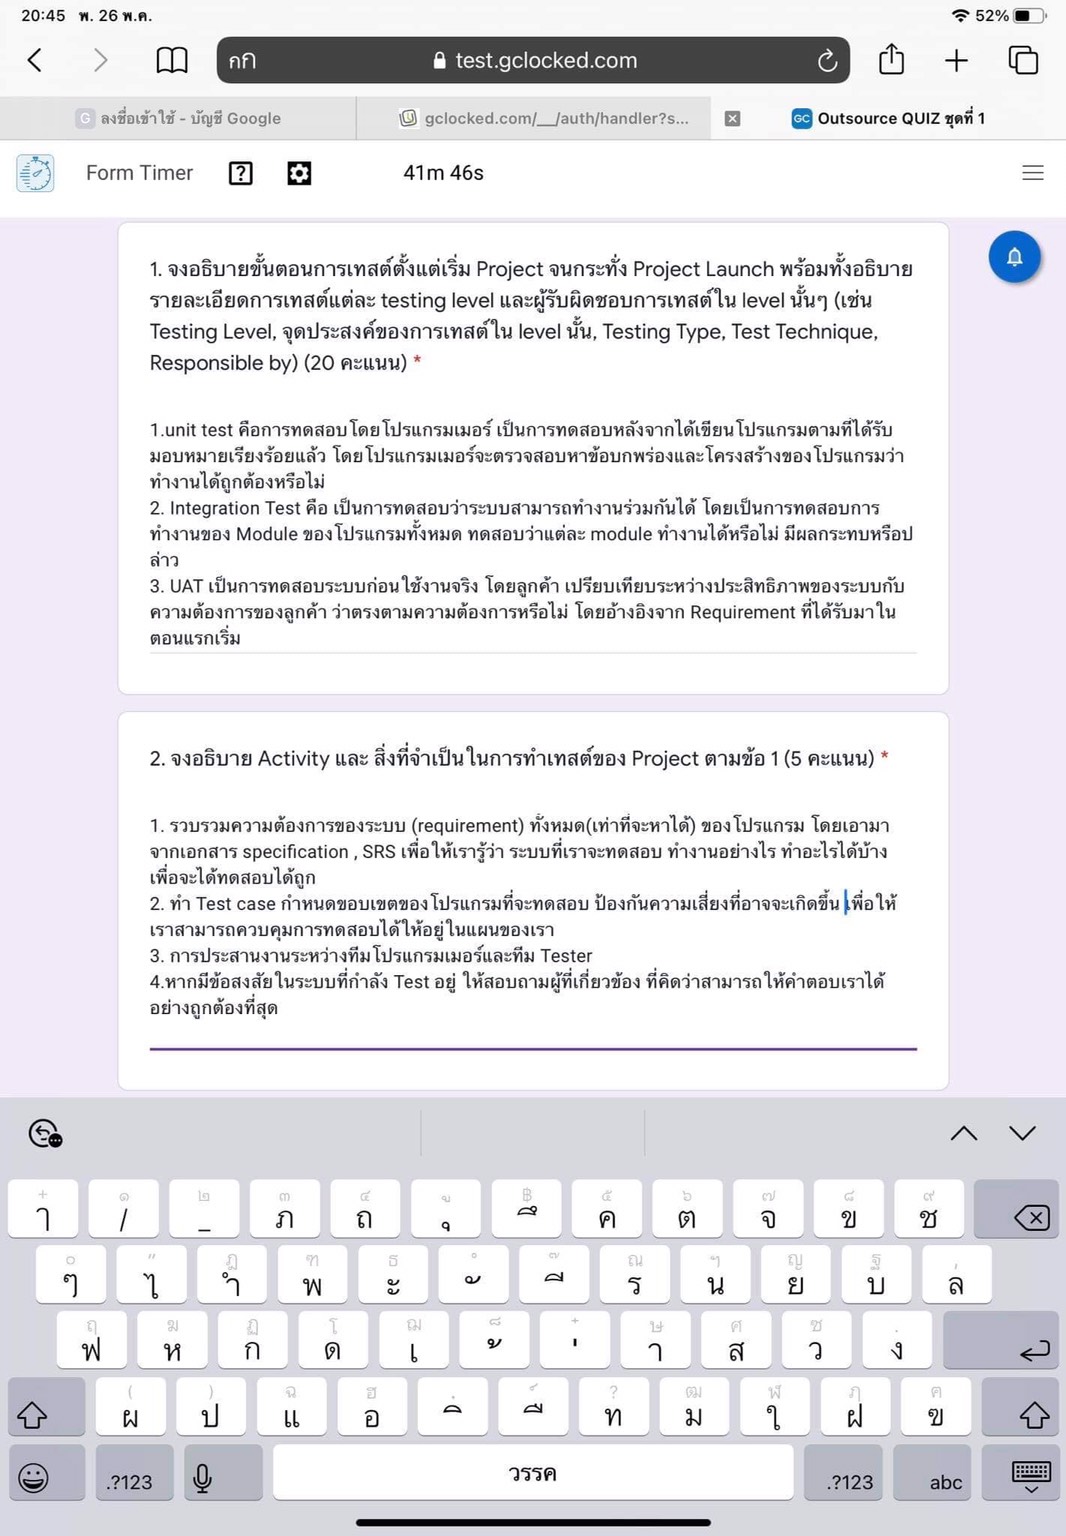 20:45 พ. 26 พ.ค. 52%
กก test.gclocked.com
G ลงชื่อเข้าใช้ - บัญชี Google gclocked.com/__/auth/handler?s... GC Outsource QUIZ ชุดที่ 1
Form Timer 41m 46s
1. จงอธิบายขั้นตอนการเทสต์ตั้งแต่เริ่ม Project จนกระทั่ง Project Launch พร้อมทั้งอธิบาย
รายละเอียดการเทสต์แต่ละ testing level และผู้รับผิดชอบการเทสต์ใน level นั้นๆ (เช่น
Testing Level, จุดประสงค์ของการเทสต์ใน level นั้น, Testing Type, Test Technique,
Responsible by) (20 คะแนน) *
1.unit test คือการทดสอบโดยโปรแกรมเมอร์ เป็นการทดสอบหลังจากได้เขียนโปรแกรมตามที่ได้รับ
มอบหมายเรียงร้อยแล้ว โดยโปรแกรมเมอร์จะตรวจสอบหาข้อบกพร่องและโครงสร้างของโปรแกรมว่า
ทำงานได้ถูกต้องหรือไม่
2. Integration Test คือ เป็นการทดสอบว่าระบบสามารถทำงานร่วมกันได้ โดยเป็นการทดสอบการ
ทำงานของ Module ของโปรแกรมทั้งหมด ทดสอบว่าแต่ละ module ทำงานได้หรือไม่ มีผลกระทบหรือป
ล่าว
3. UAT เป็นการทดสอบระบบก่อนใช้งานจริง โดยลูกค้า เปรียบเทียบระหว่างประสิทธิภาพของระบบกับ
ความต้องการของลูกค้า ว่าตรงตามความต้องการหรือไม่ โดยอ้างอิงจาก Requirement ที่ได้รับมาใน
ตอนแรกเริ่ม
2. จงอธิบาย Activity และ สิ่งที่จำเป็นในการทำเทสต์ของ Project ตามข้อ 1 (5 คะแนน) *
1. รวบรวมความต้องการของระบบ (requirement) ทั้งหมด(เท่าที่จะหาได้) ของโปรแกรม โดยเอามา
จากเอกสาร specification , SRS เพื่อให้เรารู้ว่า ระบบที่เราจะทดสอบ ทำงานอย่างไร ทำอะไรได้บ้าง
เพื่อจะได้ทดสอบได้ถูก
2. ทำ Test case กำหนดขอบเขตของโปรแกรมที่จะทดสอบ ป้องกันความเสี่ยงที่อาจจะเกิดขึ้น เพื่อให้
เราสามารถควบคุมการทดสอบได้ให้อยู่ในแผนของเรา
3. การประสานงานระหว่างทีมโปรแกรมเมอร์และทีม Tester
4.หากมีข้อสงสัยในระบบที่กำลัง Test อยู่ ให้สอบถามผู้ที่เกี่ยวข้อง ที่คิดว่าสามารถให้คำตอบเราได้
อย่างถูกต้องที่สุด
+ ๑ ๒ ๓ ๔ ู ฿ ๕ ๖ ๗ ๘ ๙
ๅ / _ ภ ถ ุ ึ ค ต จ ข ช
๐ " ฎ ฑ ธ ํ ๊ ณ ฯ ญ ฐ ,
ๆ ไ ำ พ ะ ั ี ร น ย บ ล
ฤ ฆ ฏ โ ฌ ็ ๋ ษ ศ ซ .
ฟ ห ก ด เ ้ ่ า ส ว ง
( ) ฉ ฮ ฺ ์ ? ฒ ฬ ฦ ฅ
ผ ป แ อ ิ ื ท ม ใ ฝ ฃ
.?123 วรรค .?123 abc